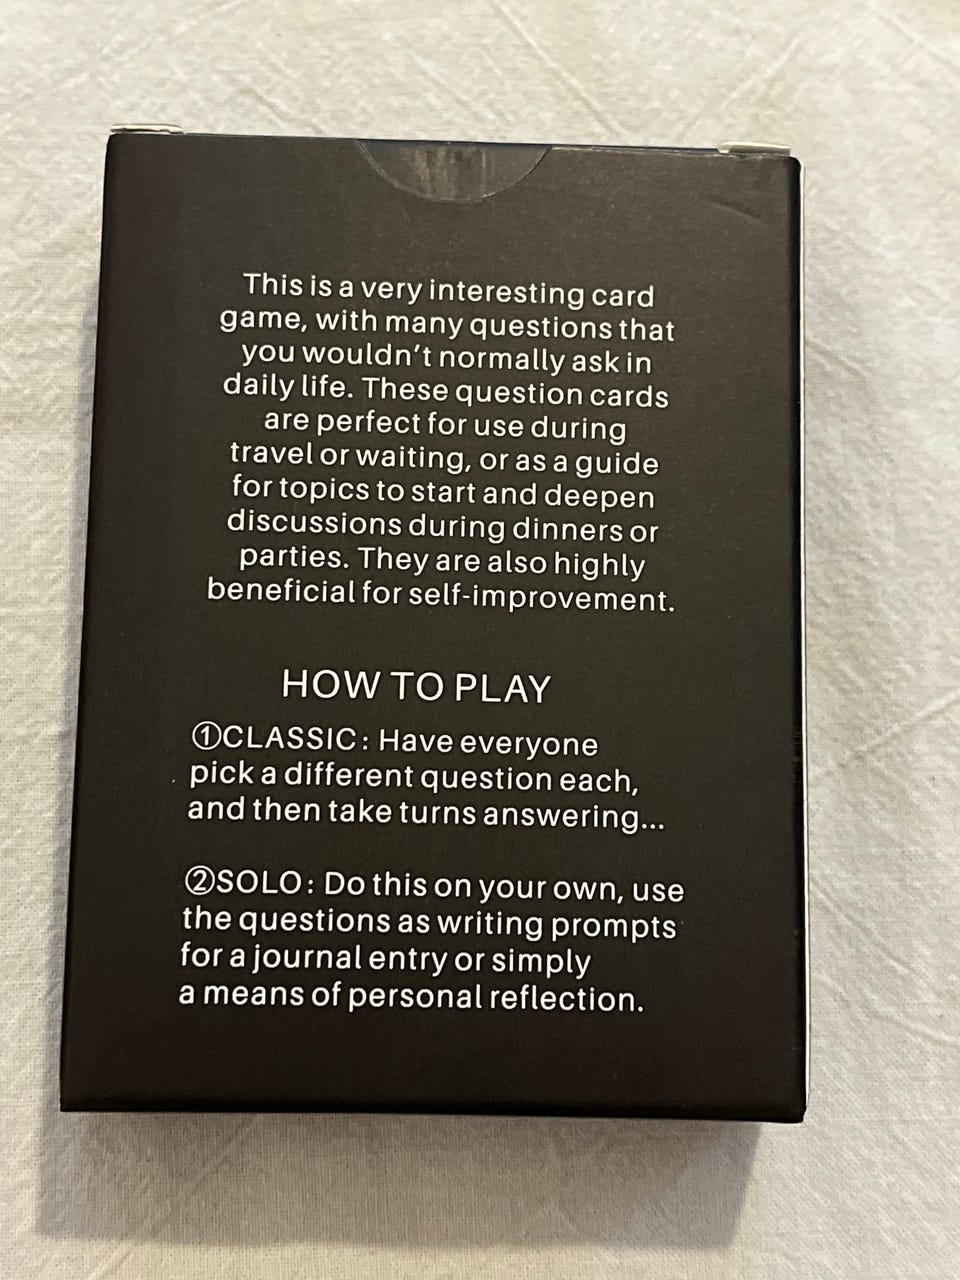 This is a very interesting card
game, with many questions that
you wouldn't normally ask in
daily life. These question cards
are perfect for use during
travel or waiting, or as a guide
for topics to start and deepen
discussions during dinners or
parties. They are also highly
beneficial for self-improvement.
HOW TO PLAY
①CLASSIC: Have everyone
pick a different question each,
and then take turns answering...
②SOLO: Do this on your own, use
the questions as writing prompts
for a journal entry or simply
a means of personal reflection.